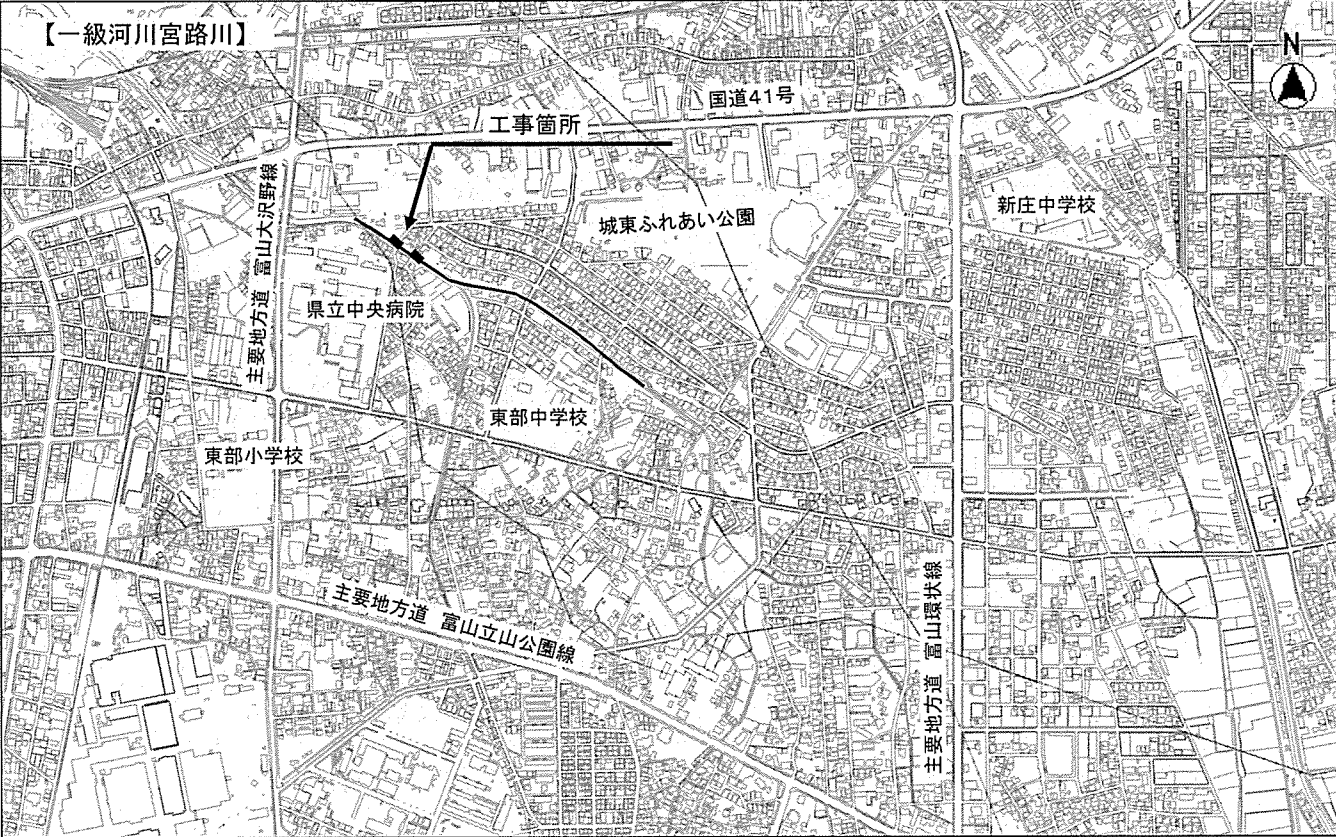 【一級河川宮路川】
N
国道41号
工事箇所
主要地方道 富山大沢野線
城東ふれあい公園
新庄中学校
県立中央病院
東部中学校
東部小学校
主要地方道 富山立山公園線
主要地方道 富山環状線